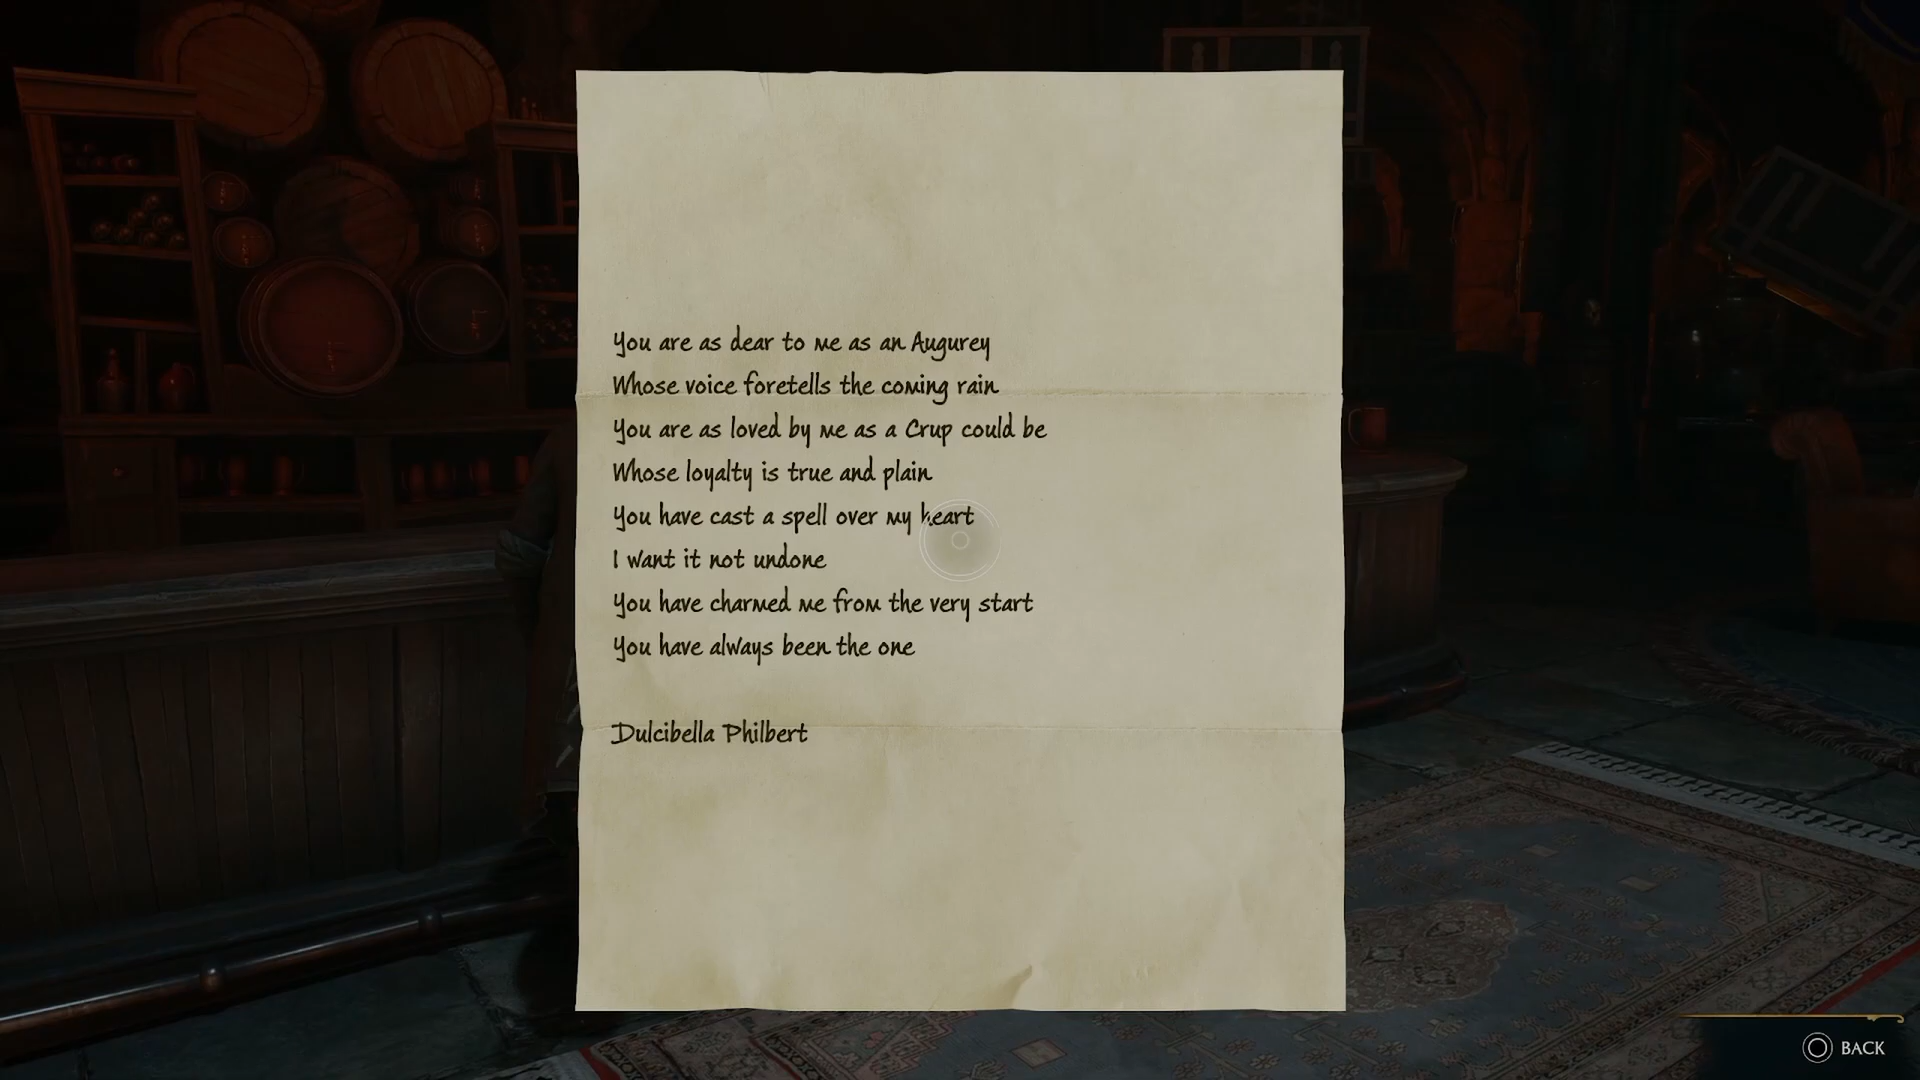 You are as dear to me as an Augurey
Whose voice foretells the coming rain
You are as loved by me as a Crup could be
Whose loyalty is true and plain
You have cast a spell over my heart
I want it not undone
You have charmed me from the very start
You have always been the one
Dulcibella Philbert
BACK